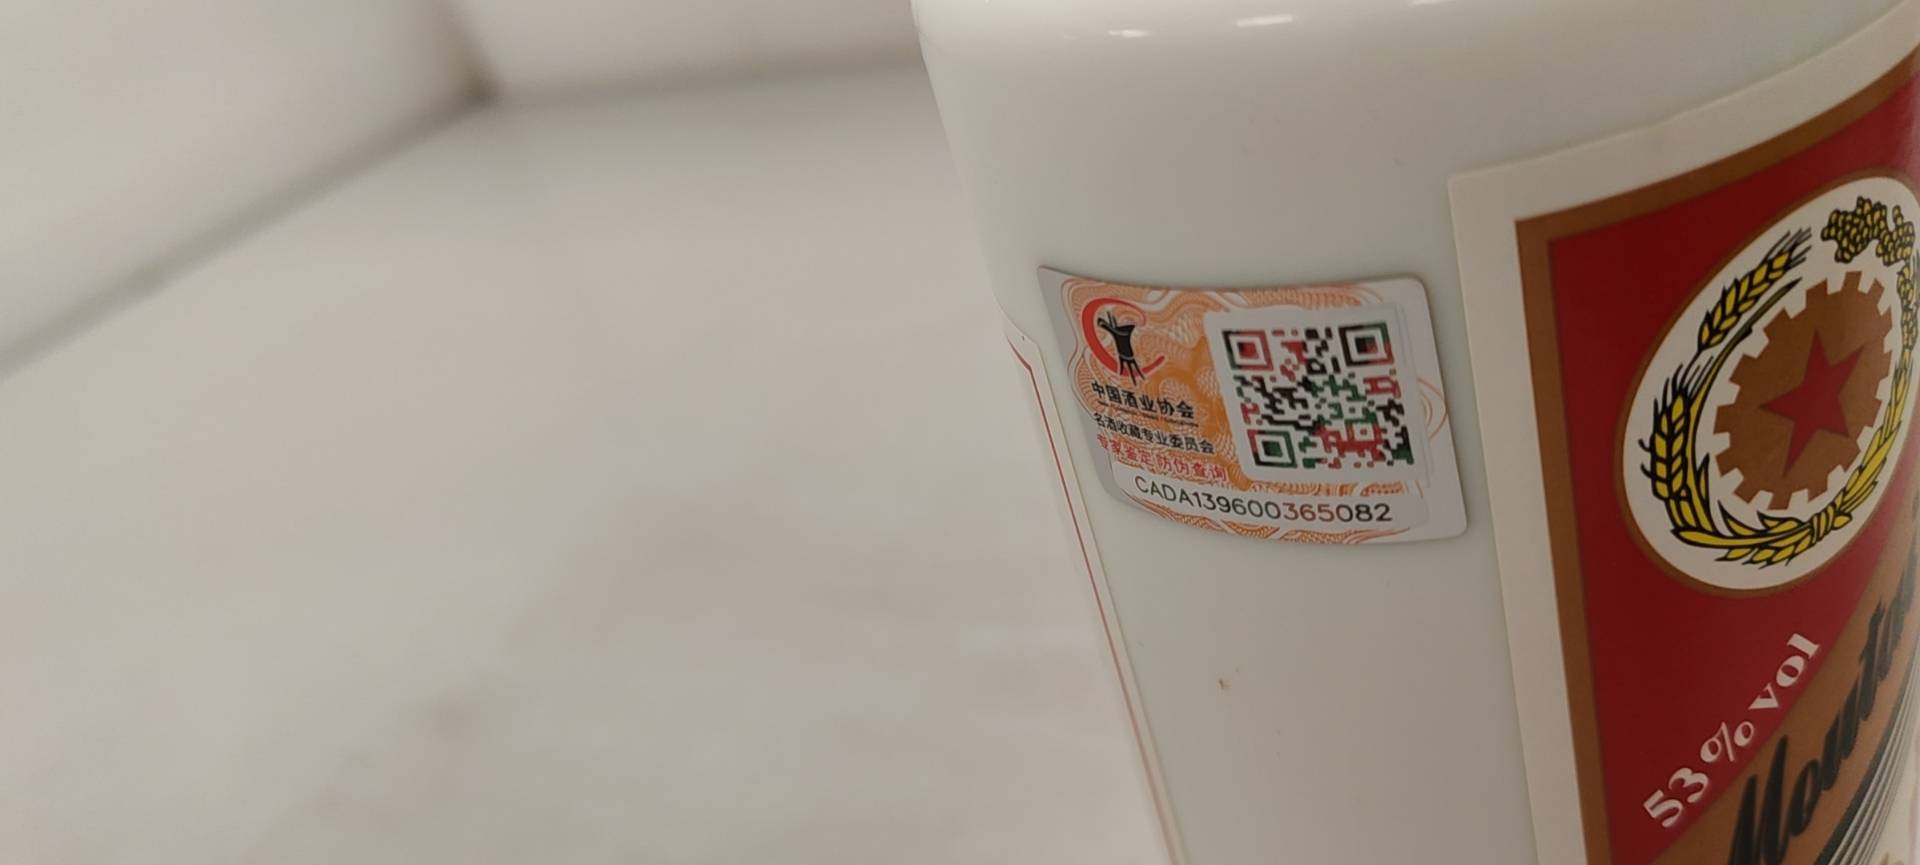 中国酒业协会
名酒收藏专业委员会
专家鉴定 防伪查询
CADA139600365082
53% vol
Mouta